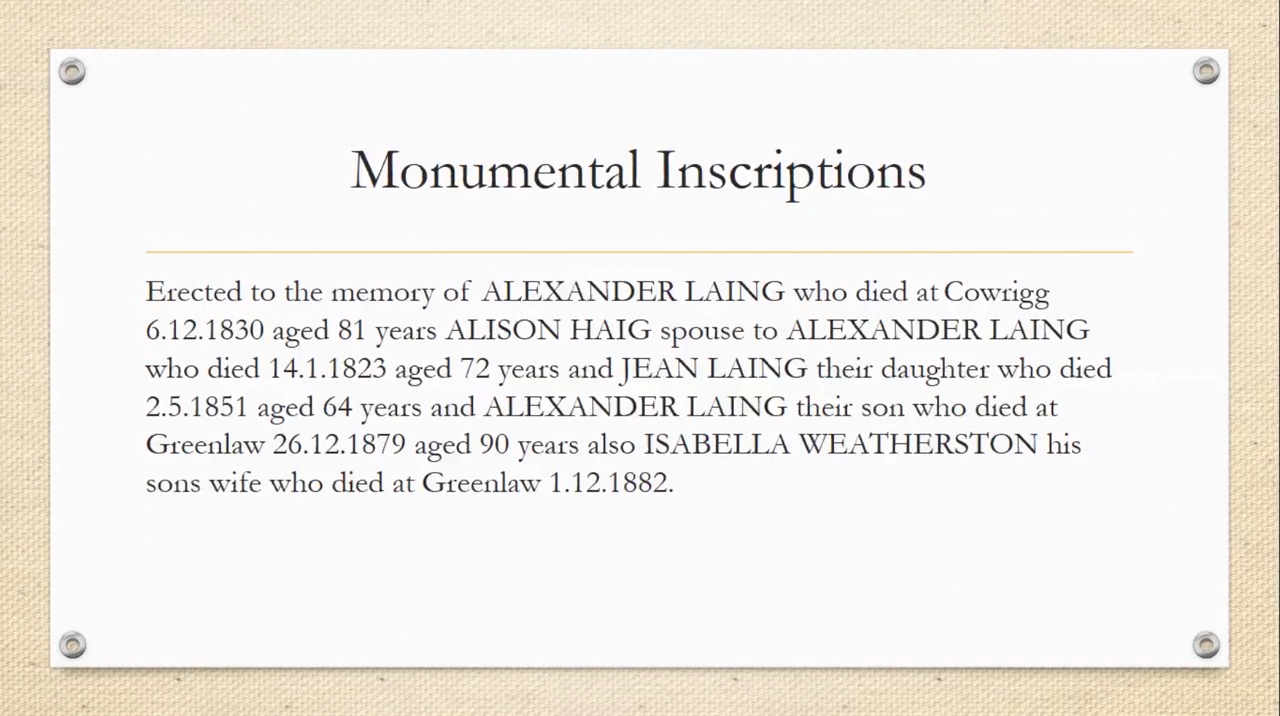 Monumental Inscriptions
Erected to the memory of ALEXANDER LAING who died at Cowrigg
6.12.1830 aged 81 years ALISON HAIG spouse to ALEXANDER LAING
who died 14.1.1823 aged 72 years and JEAN LAING their daughter who died
2.5.1851 aged 64 years and ALEXANDER LAING their son who died at
Greenlaw 26.12.1879 aged 90 years also ISABELLA WEATHERSTON his
sons wife who died at Greenlaw 1.12.1882.